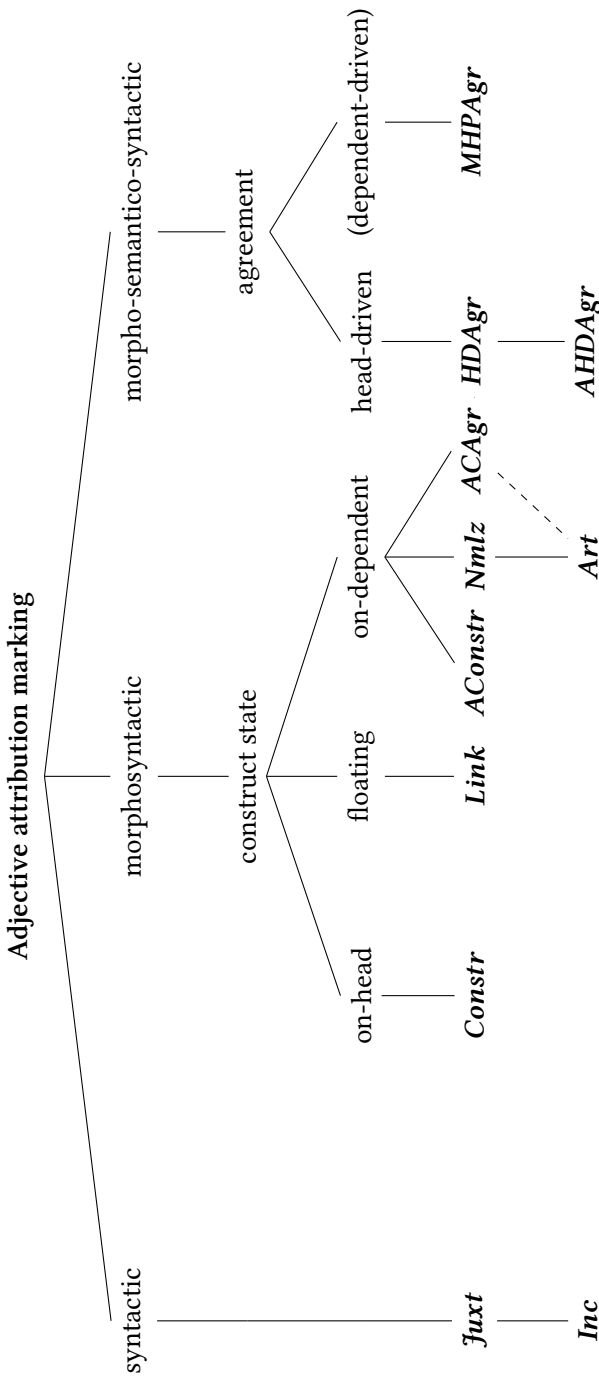 Adjective attribution marking
syntactic morphosyntactic morpho-semantico-syntactic
construct state agreement
on-head floating on-dependent head-driven (dependent-driven)
Juxt Constr Link AConstr Nmlz ACAgr HDAgr MHPAgr
Inc Art AHDAgr